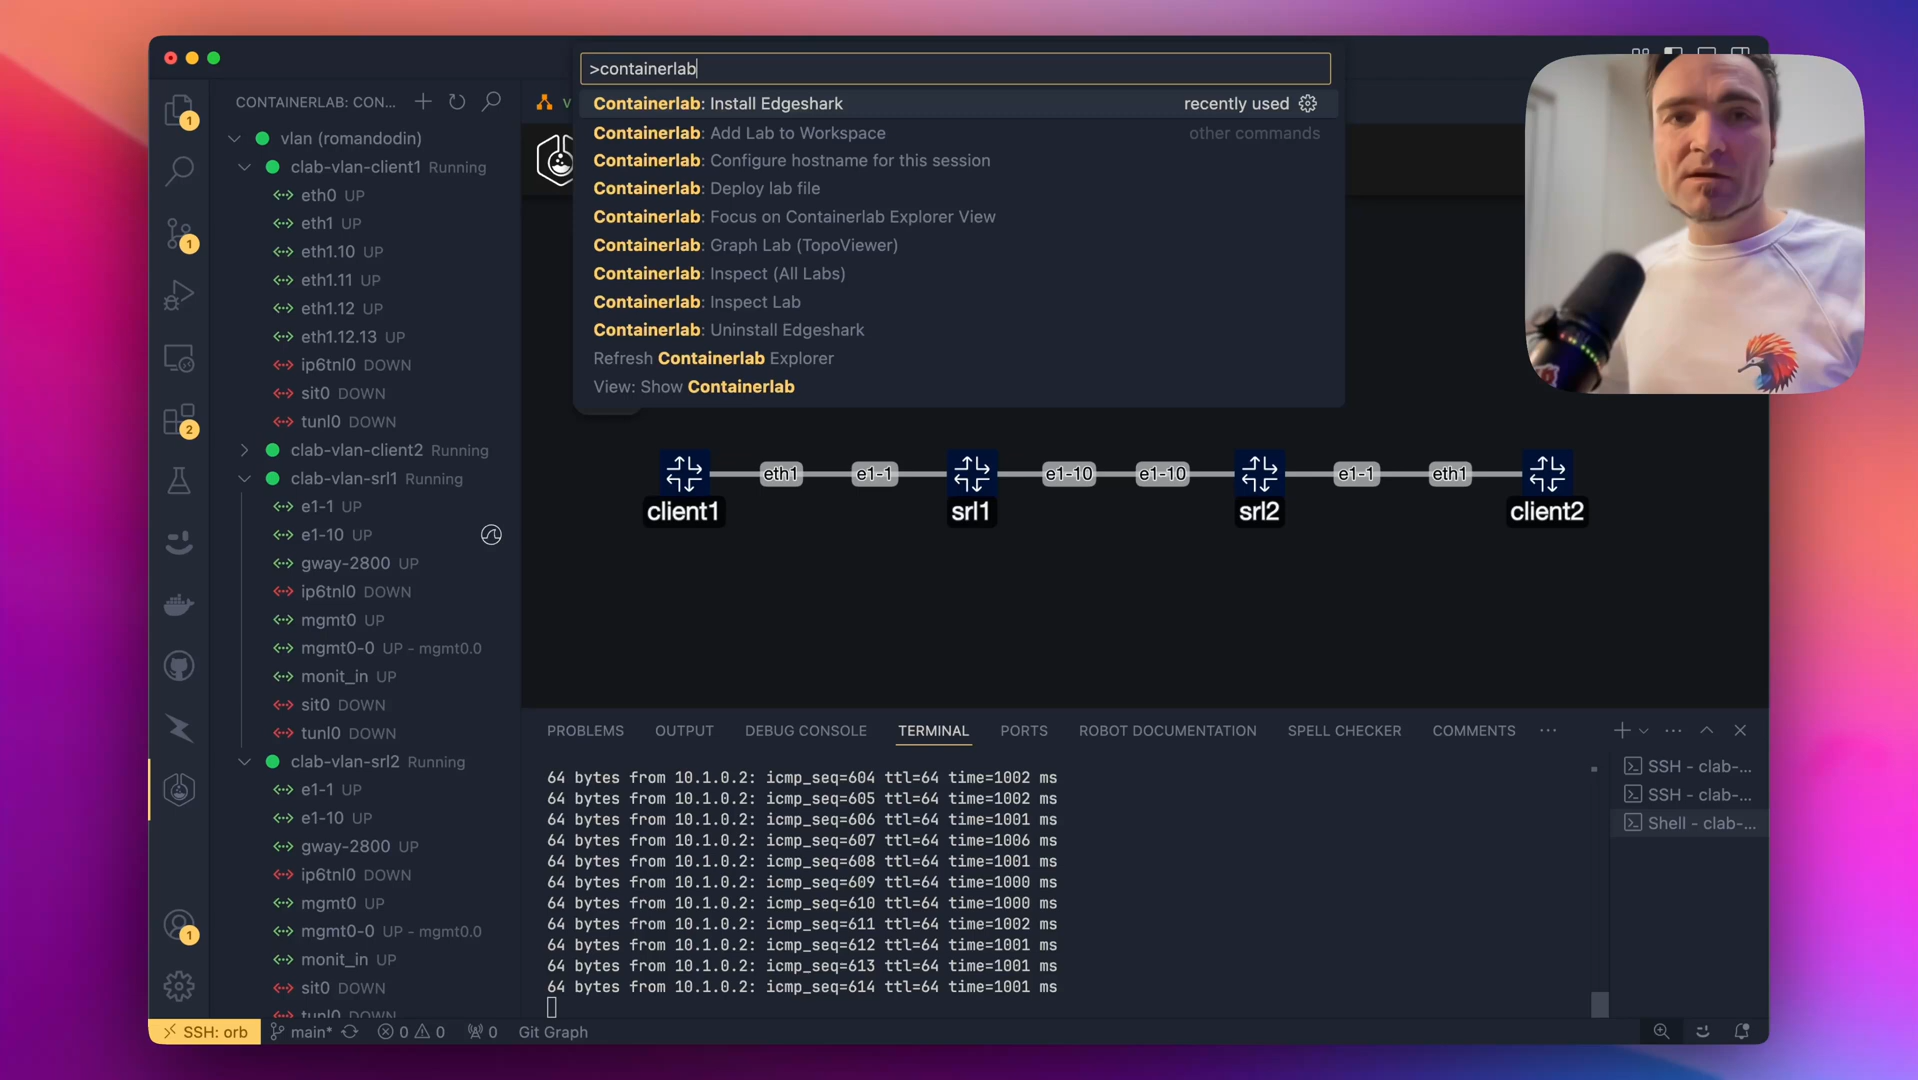 >containerlab
Containerlab: Install Edgeshark recently used
Containerlab: Add Lab to Workspace other commands
Containerlab: Configure hostname for this session
Containerlab: Deploy lab file
Containerlab: Focus on Containerlab Explorer View
Containerlab: Graph Lab (TopoViewer)
Containerlab: Inspect (All Labs)
Containerlab: Inspect Lab
Containerlab: Uninstall Edgeshark
Refresh Containerlab Explorer
View: Show Containerlab
CONTAINERLAB: CON...
v
1
1
2
1
vlan (romandodin)
clab-vlan-client1 Running
eth0 UP
eth1 UP
eth1.10 UP
eth1.11 UP
eth1.12 UP
eth1.12.13 UP
ip6tnl0 DOWN
sit0 DOWN
tunl0 DOWN
clab-vlan-client2 Running
clab-vlan-srl1 Running
e1-1 UP
e1-10 UP
gway-2800 UP
ip6tnl0 DOWN
mgmt0 UP
mgmt0-0 UP - mgmt0.0
monit_in UP
sit0 DOWN
tunl0 DOWN
clab-vlan-srl2 Running
e1-1 UP
e1-10 UP
gway-2800 UP
ip6tnl0 DOWN
mgmt0 UP
mgmt0-0 UP - mgmt0.0
monit_in UP
sit0 DOWN
tunl0 DOWN
eth1 e1-1 e1-10 e1-10 e1-1 eth1
client1 srl1 srl2 client2
PROBLEMS OUTPUT DEBUG CONSOLE TERMINAL PORTS ROBOT DOCUMENTATION SPELL CHECKER COMMENTS
64 bytes from 10.1.0.2: icmp_seq=604 ttl=64 time=1002 ms
64 bytes from 10.1.0.2: icmp_seq=605 ttl=64 time=1002 ms
64 bytes from 10.1.0.2: icmp_seq=606 ttl=64 time=1001 ms
64 bytes from 10.1.0.2: icmp_seq=607 ttl=64 time=1006 ms
64 bytes from 10.1.0.2: icmp_seq=608 ttl=64 time=1001 ms
64 bytes from 10.1.0.2: icmp_seq=609 ttl=64 time=1000 ms
64 bytes from 10.1.0.2: icmp_seq=610 ttl=64 time=1000 ms
64 bytes from 10.1.0.2: icmp_seq=611 ttl=64 time=1002 ms
64 bytes from 10.1.0.2: icmp_seq=612 ttl=64 time=1001 ms
64 bytes from 10.1.0.2: icmp_seq=613 ttl=64 time=1001 ms
64 bytes from 10.1.0.2: icmp_seq=614 ttl=64 time=1001 ms
SSH - clab-...
SSH - clab-...
Shell - clab-...
SSH: orb main* 0 0 0 Git Graph